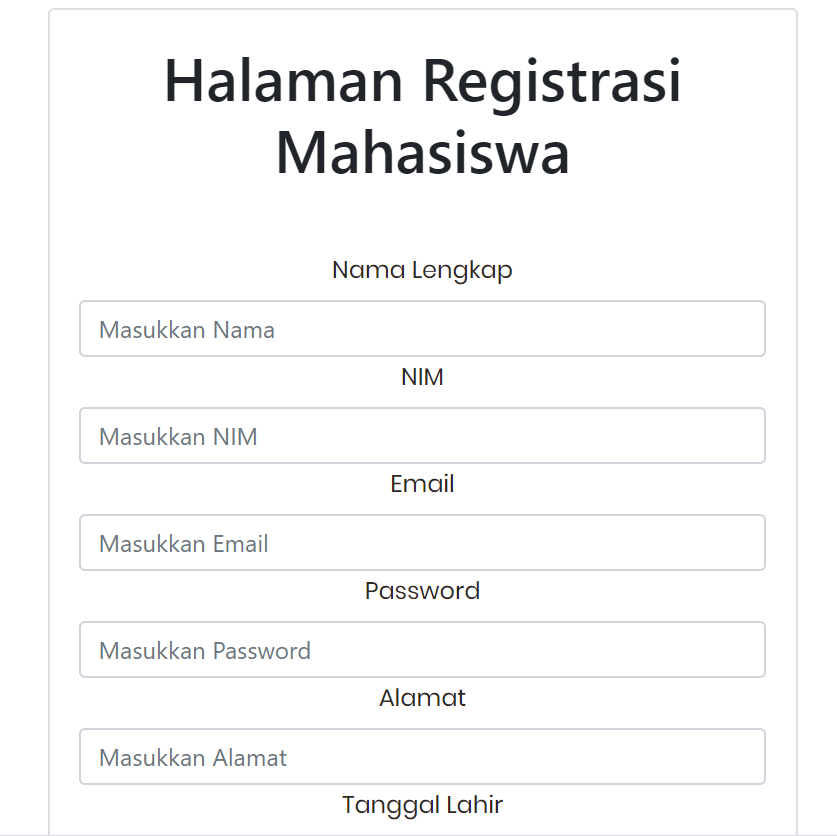 Halaman Registrasi
Mahasiswa
Nama Lengkap
Masukkan Nama
NIM
Masukkan NIM
Email
Masukkan Email
Password
Masukkan Password
Alamat
Masukkan Alamat
Tanggal Lahir